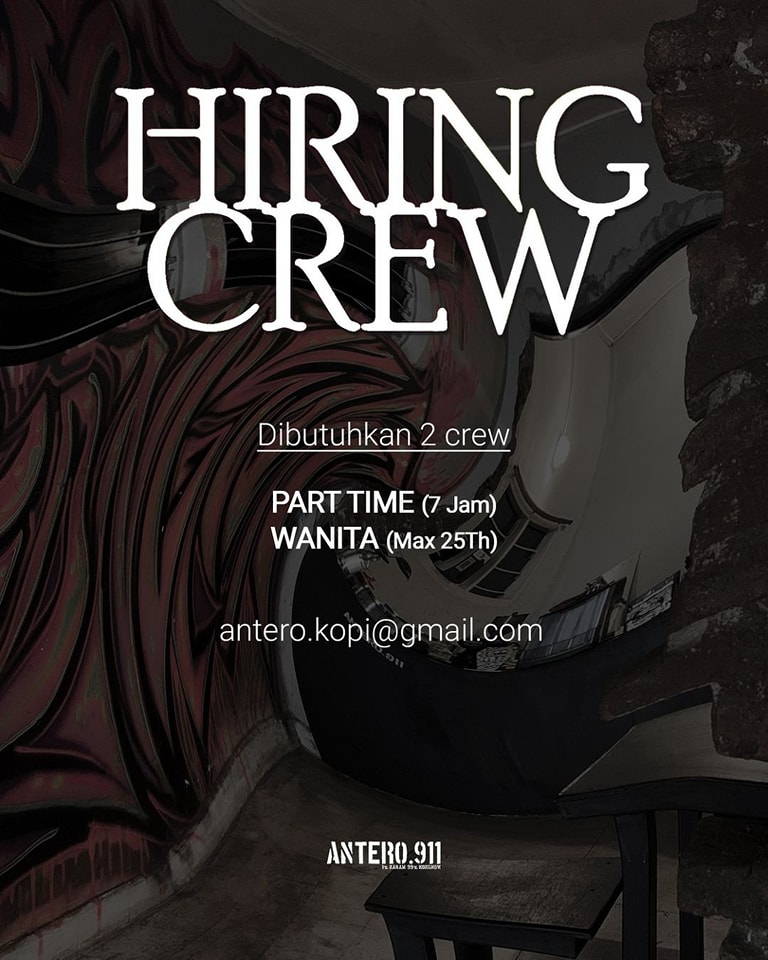 HIRING
CREW
Dibutuhkan 2 crew
PART TIME (7 Jam)
WANITA (Max 25Th)
antero.kopi@gmail.com
ANTERO.911